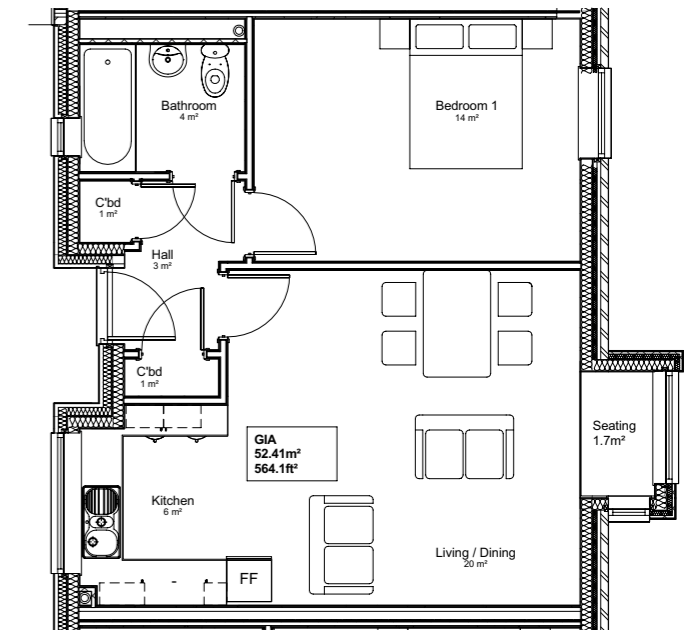 Bathroom
4 m²
Bedroom 1
14 m²
C'bd
1 m²
Hall
3 m²
C'bd
1 m²
GIA
52.41m²
564.1ft²
Seating
1.7m²
Kitchen
6 m²
Living / Dining
20 m²
FF